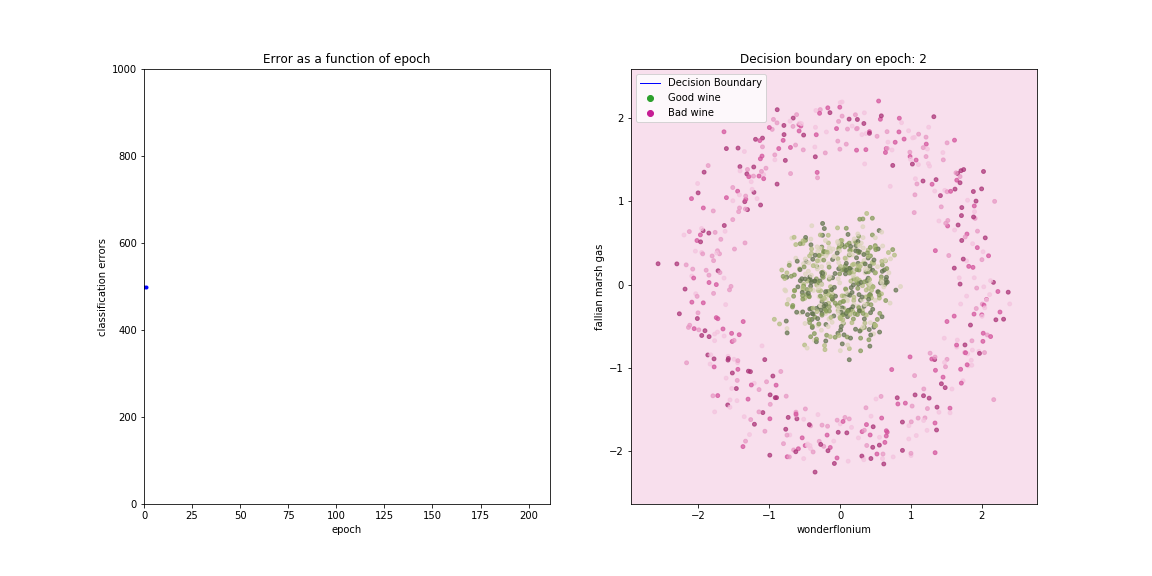 Error as a function of epoch
1000
800
600
400
200
0
classification errors
0 25 50 75 100 125 150 175 200
epoch
Decision boundary on epoch: 2
Decision Boundary
Good wine
Bad wine
2
1
0
−1
−2
fallian marsh gas
−2 −1 0 1 2
wonderflonium